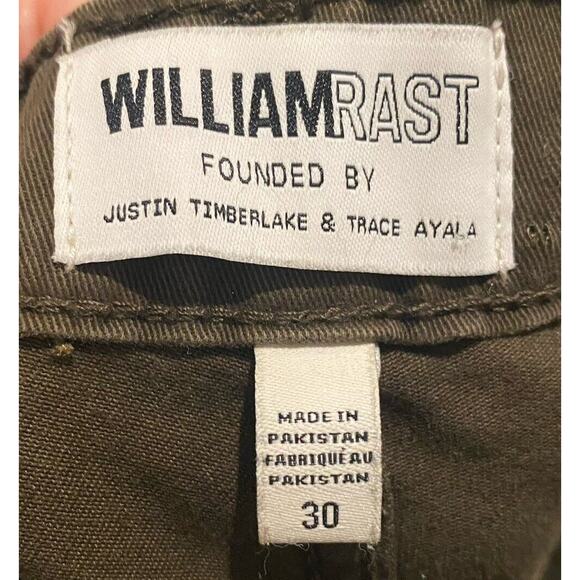 WILLIAMRAST
FOUNDED BY
JUSTIN TIMBERLAKE & TRACE AYALA
MADE IN
PAKISTAN
FABRIQUÉ AU
PAKISTAN
30